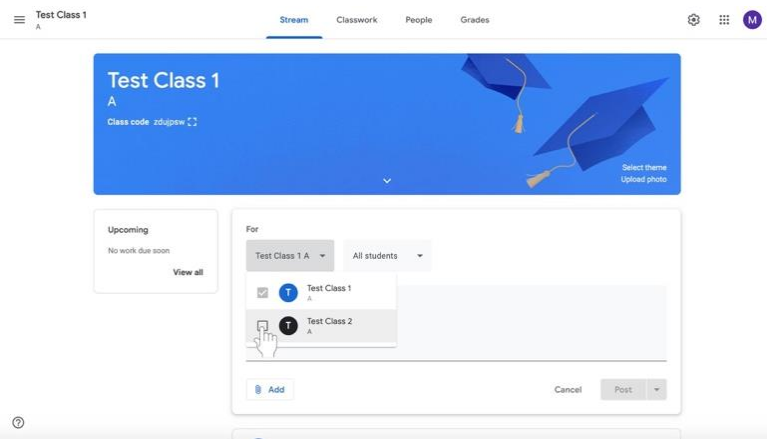 Test Class 1
A
Stream
Classwork
People
Grades
M
Test Class 1
A
Class code zdujpsw
Select theme
Upload photo
Upcoming
No work due soon
View all
For
Test Class 1 A
All students
T
Test Class 1
A
T
Test Class 2
A
Add
Cancel
Post